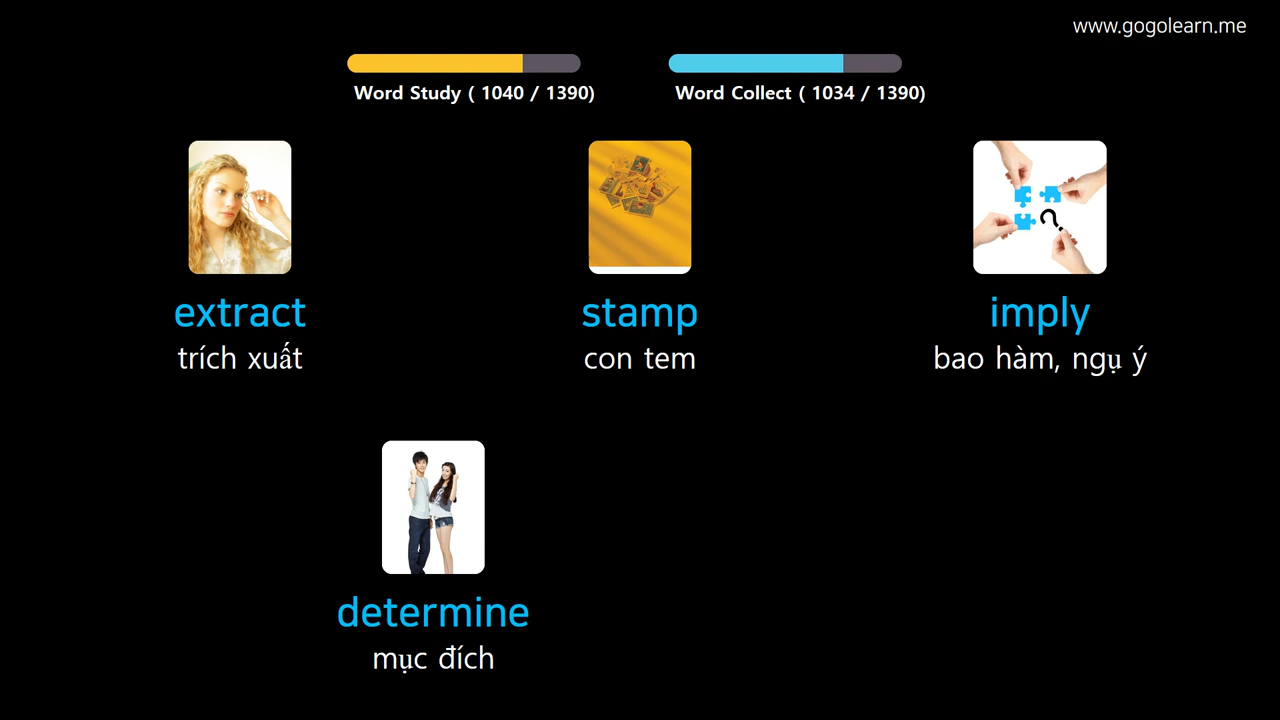 www.gogolearn.me
Word Study ( 1040 / 1390)
Word Collect ( 1034 / 1390)
extract
trích xuất
stamp
con tem
imply
bao hàm, ngụ ý
determine
mục đích